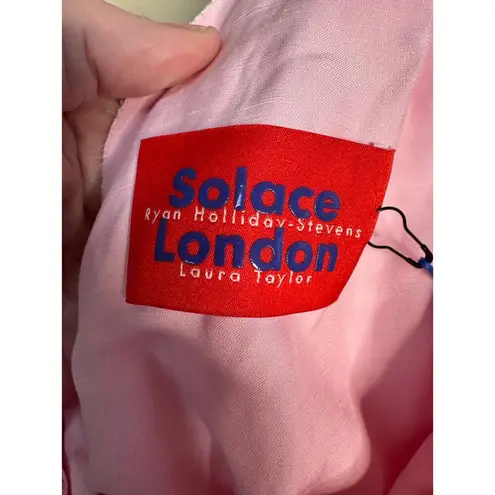 Solace
Ryan Holliday-Stevens
London
Laura Taylor